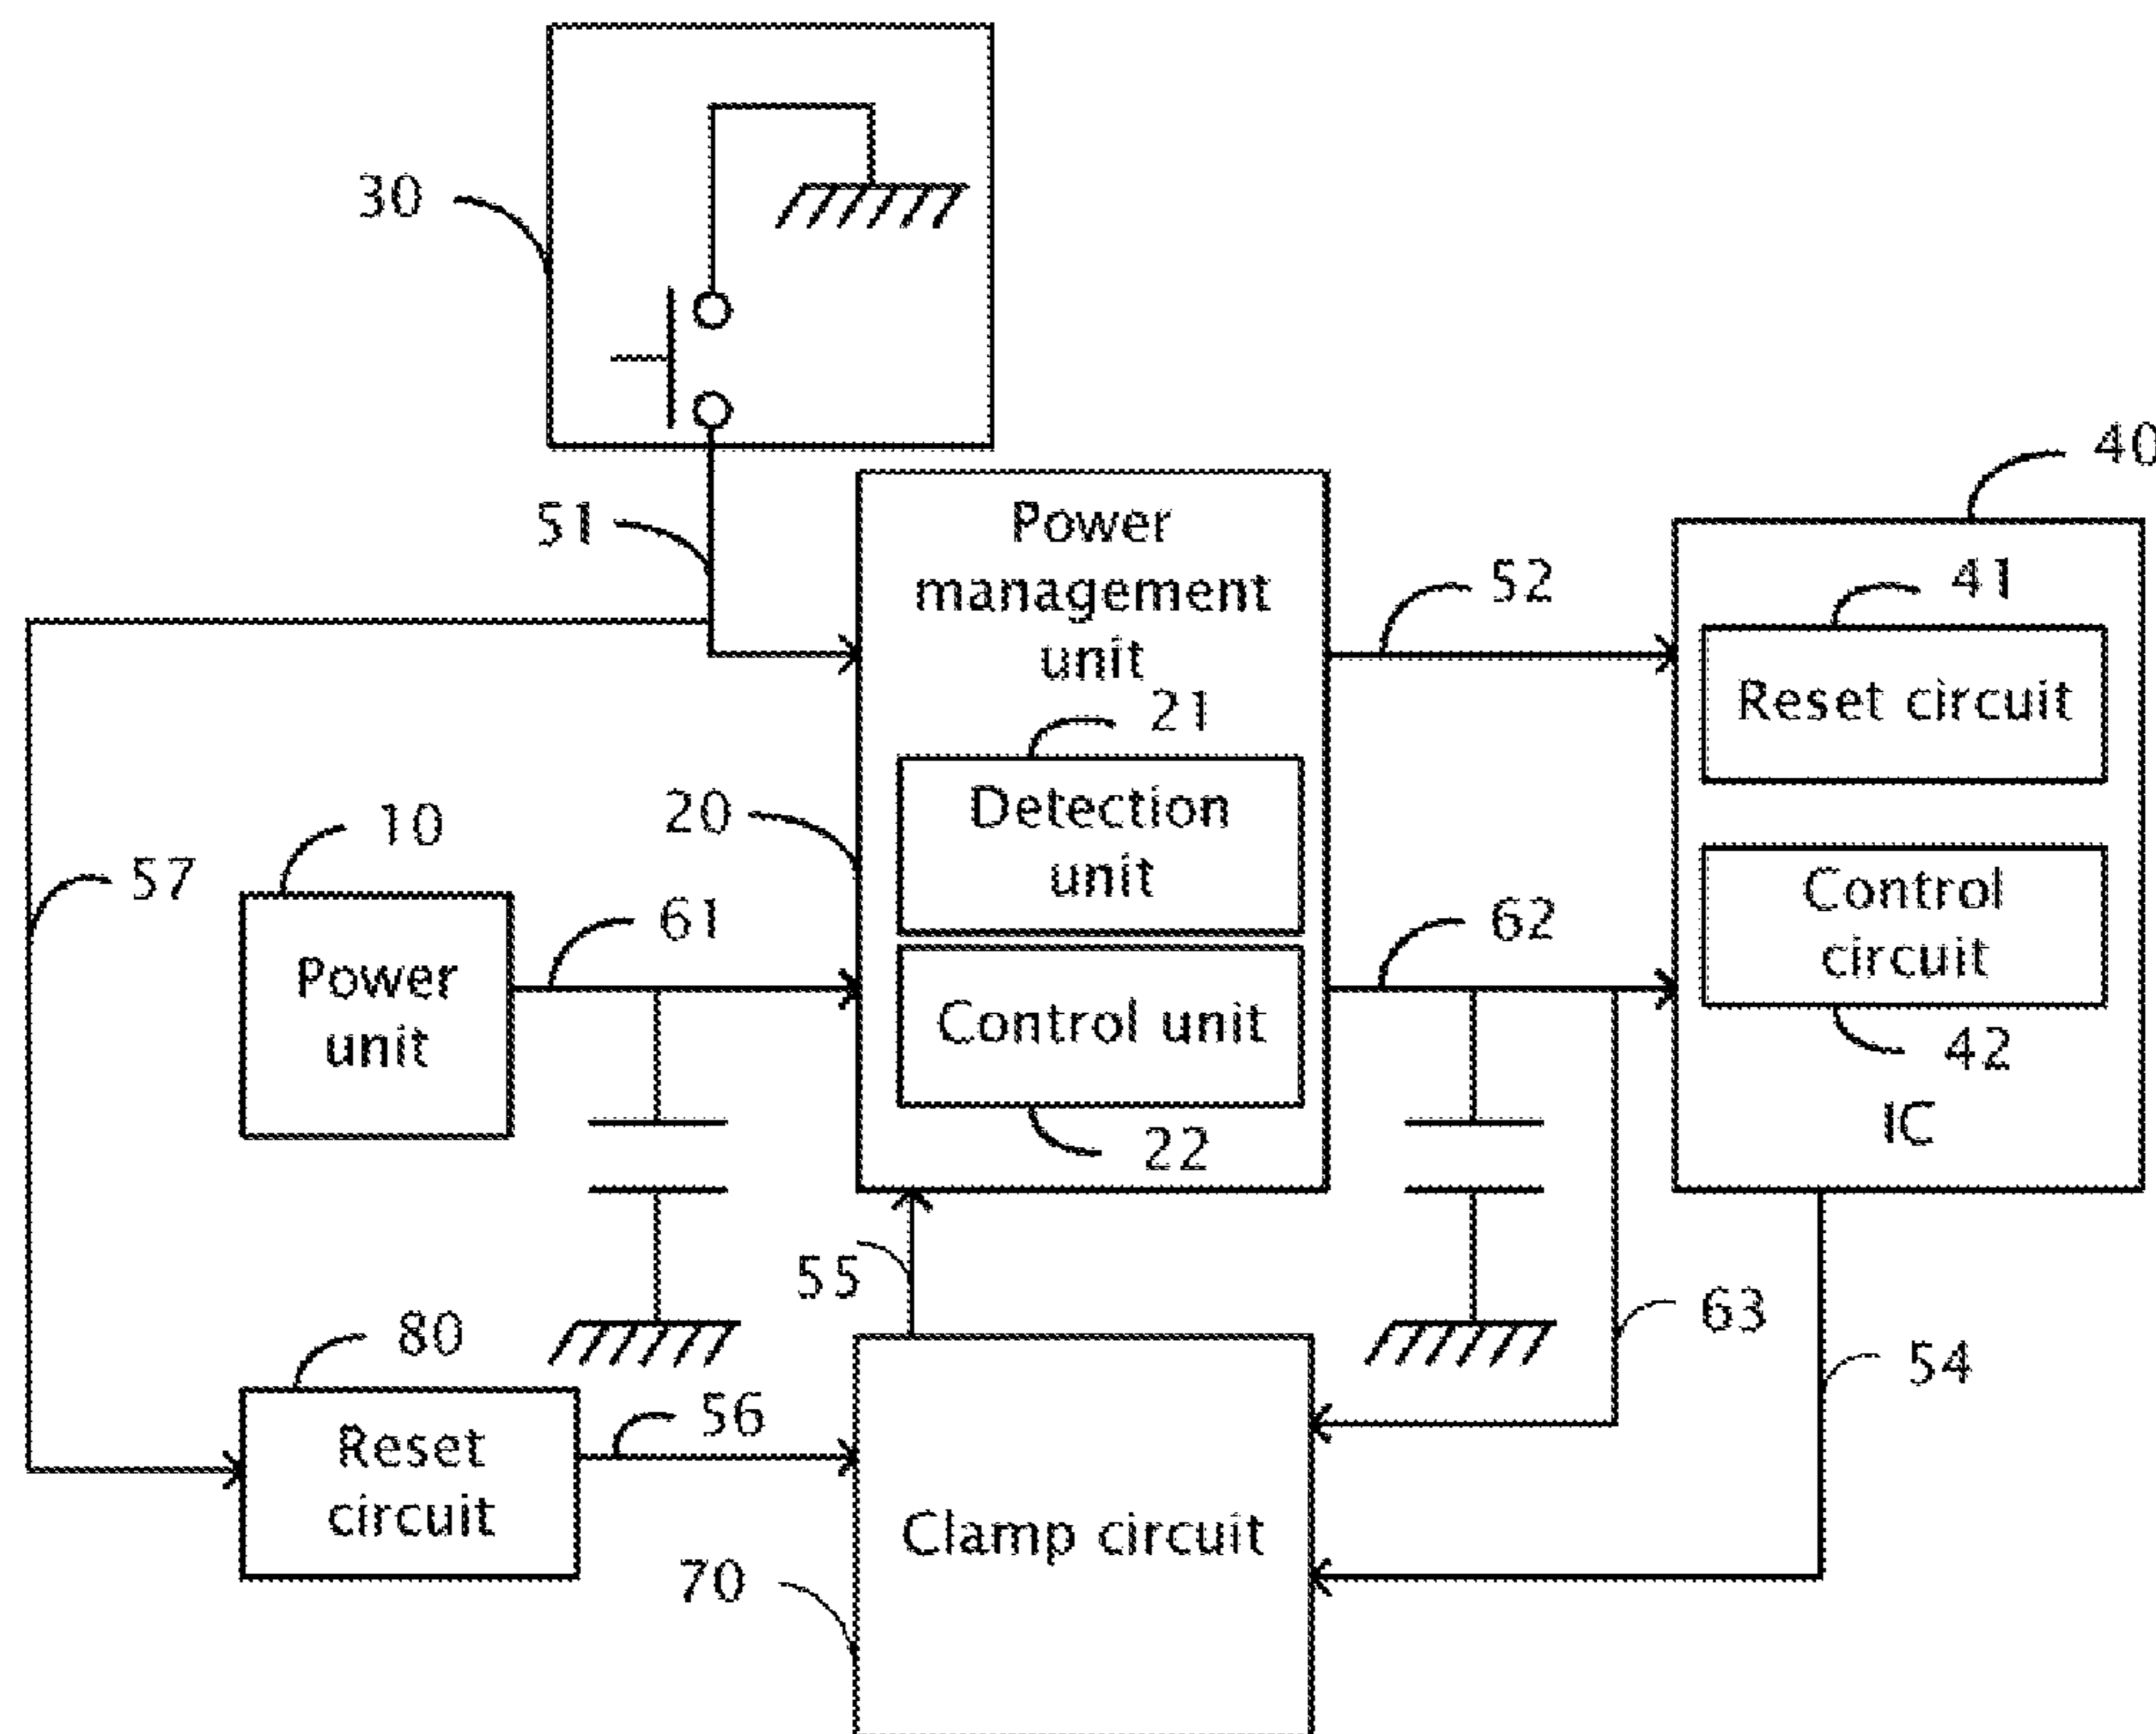 30
40
51
Power
management
unit
52
41
Reset circuit
21
Detection
unit
20
10
57
Power
unit
61
62
Control
circuit
42
IC
Control unit
22
55
63
54
80
Reset
circuit
56
Clamp circuit
70